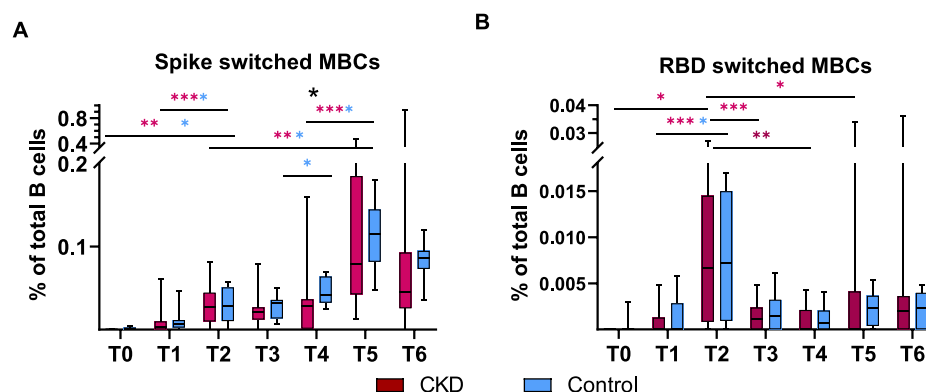 A
Spike switched MBCs
% of total B cells
0.8
0.4
0.2
0.1
*
****
****
** *
** *
*
T0 T1 T2 T3 T4 T5 T6
B
RBD switched MBCs
% of total B cells
0.04
0.03
0.015
0.010
0.005
*
*
***
*** *
**
T0 T1 T2 T3 T4 T5 T6
CKD Control